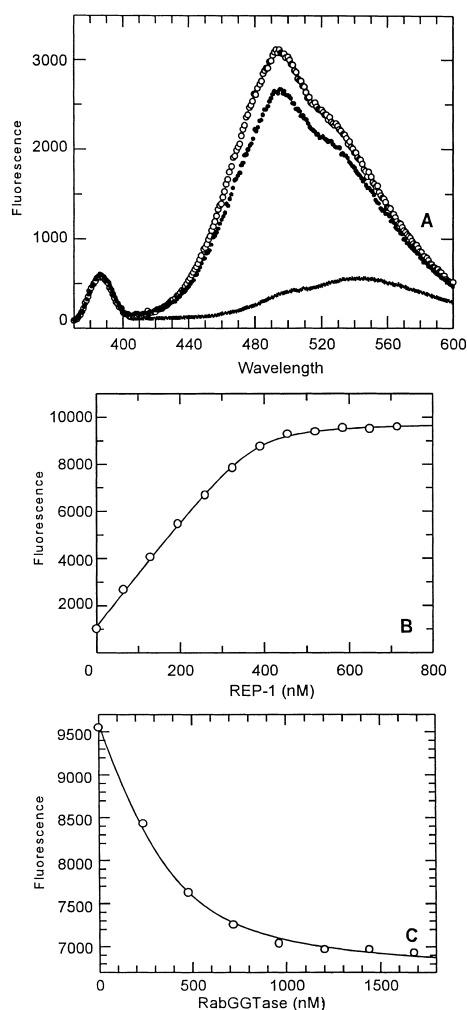 3000
2000
1000
0
Fluorescence
A
400 440 480 520 560 600
Wavelength
10000
8000
6000
4000
2000
Fluorescence
B
0 200 400 600 800
REP-1 (nM)
9500
9000
8500
8000
7500
7000
Fluorescence
C
0 500 1000 1500
RabGGTase (nM)